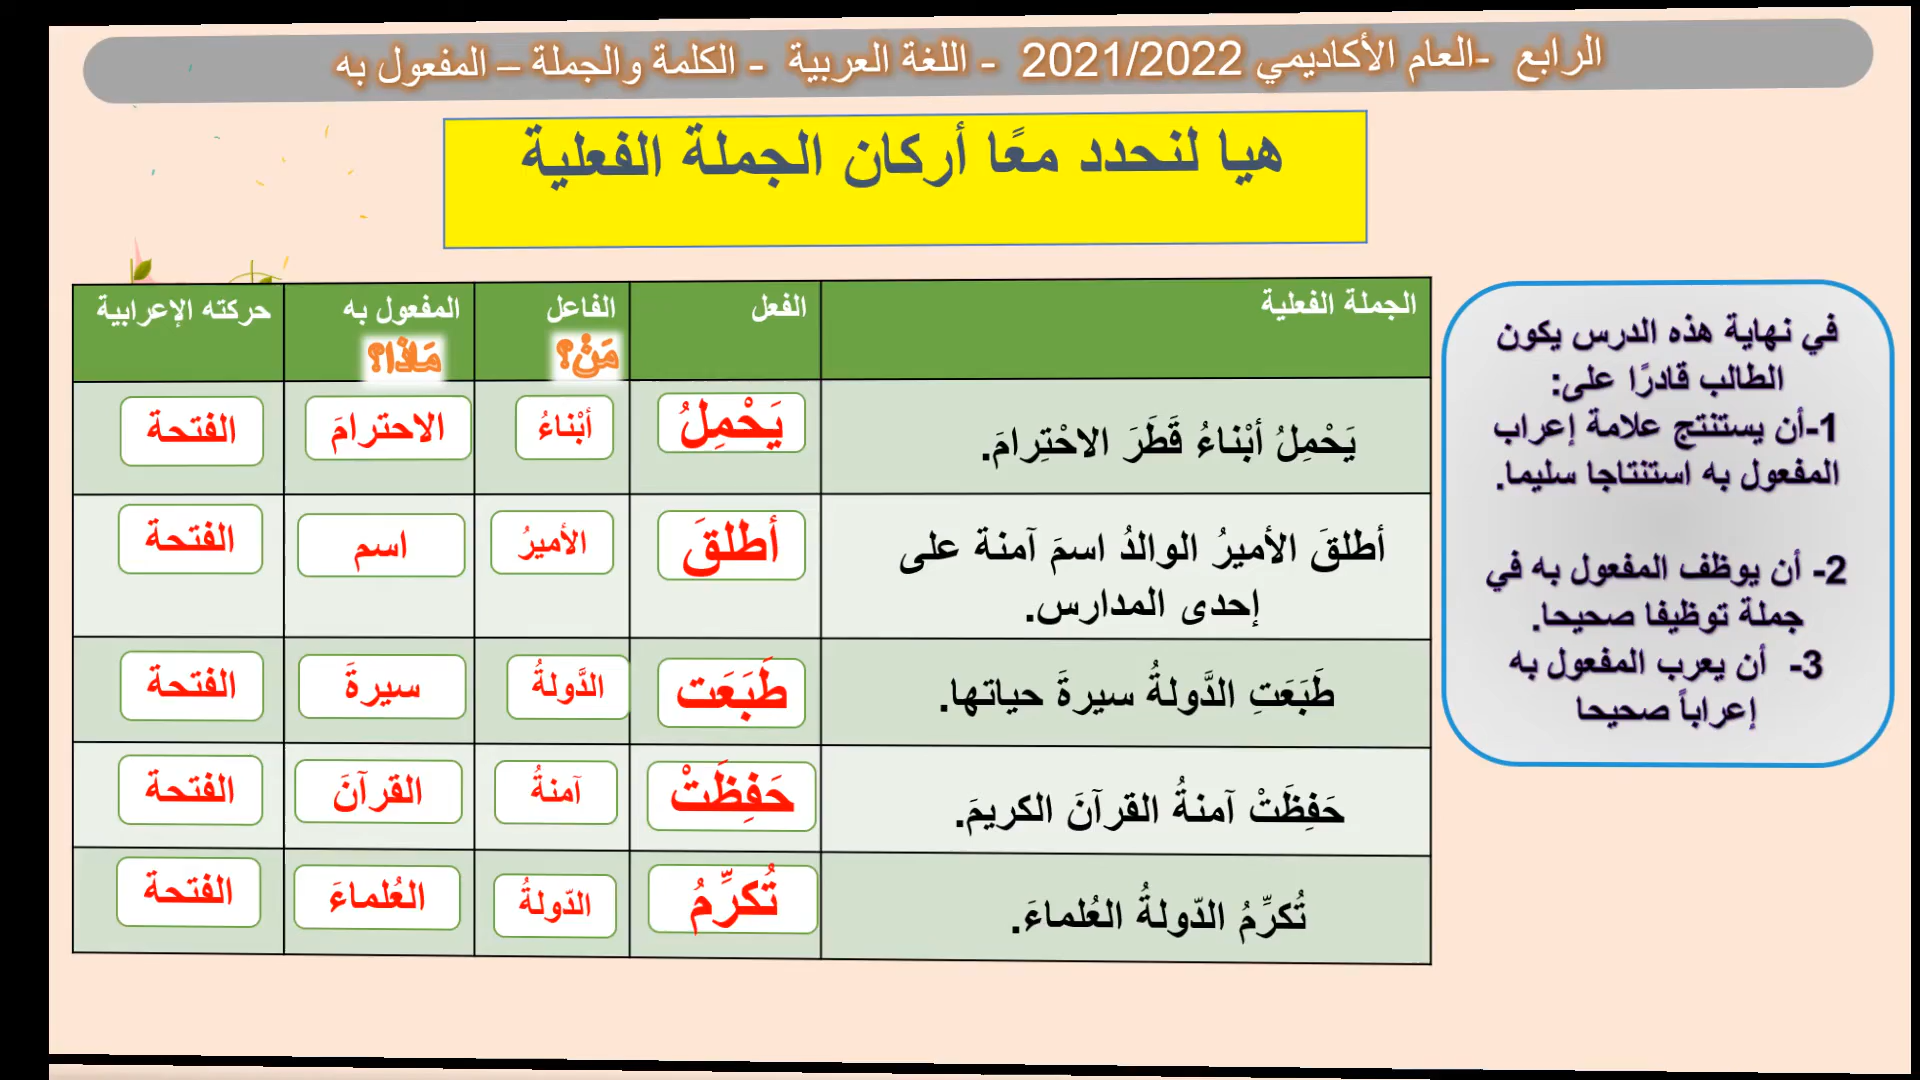 الرابع -العام الأكاديمي 2021/2022 - اللغة العربية - الكلمة والجملة – المفعول به
هيا لنحدد معًا أركان الجملة الفعلية
في نهاية هذه الدرس يكون
الطالب قادرًا على:
1-أن يستنتج علامة إعراب
المفعول به استنتاجا سليما.
2- أن يوظف المفعول به في
جملة توظيفا صحيحا.
3- أن يعرب المفعول به
إعراباً صحيحا
الجملة الفعلية الفعل الفاعل المفعول به حركته الإعرابية
مَنْ؟ مَاذا؟
يَحْمِلُ أبْناءُ قَطَرَ الاحْتِرامَ. يَحْمِلُ أبْناءُ الاحترامَ الفتحة
أطلقَ الأميرُ الوالدُ اسمَ آمنة على
إحدى المدارس. أطلقَ الأميرُ اسم الفتحة
طَبَعَتِ الدَّولةُ سيرةَ حياتها. طَبَعَت الدَّولةُ سيرةَ الفتحة
حَفِظَتْ آمنةُ القرآنَ الكريمَ. حَفِظَتْ آمنةُ القرآنَ الفتحة
تُكرِّمُ الدّولةُ العُلماءَ. تُكرِّمُ الدّولةُ العُلماءَ الفتحة